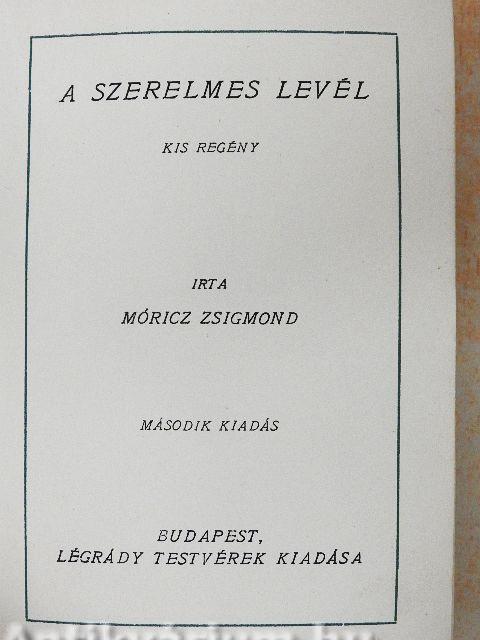 A SZERELMES LEVÉL
KIS REGÉNY
IRTA
MÓRICZ ZSIGMOND
MÁSODIK KIADÁS
BUDAPEST,
LÉGRÁDY TESTVÉREK KIADÁSA